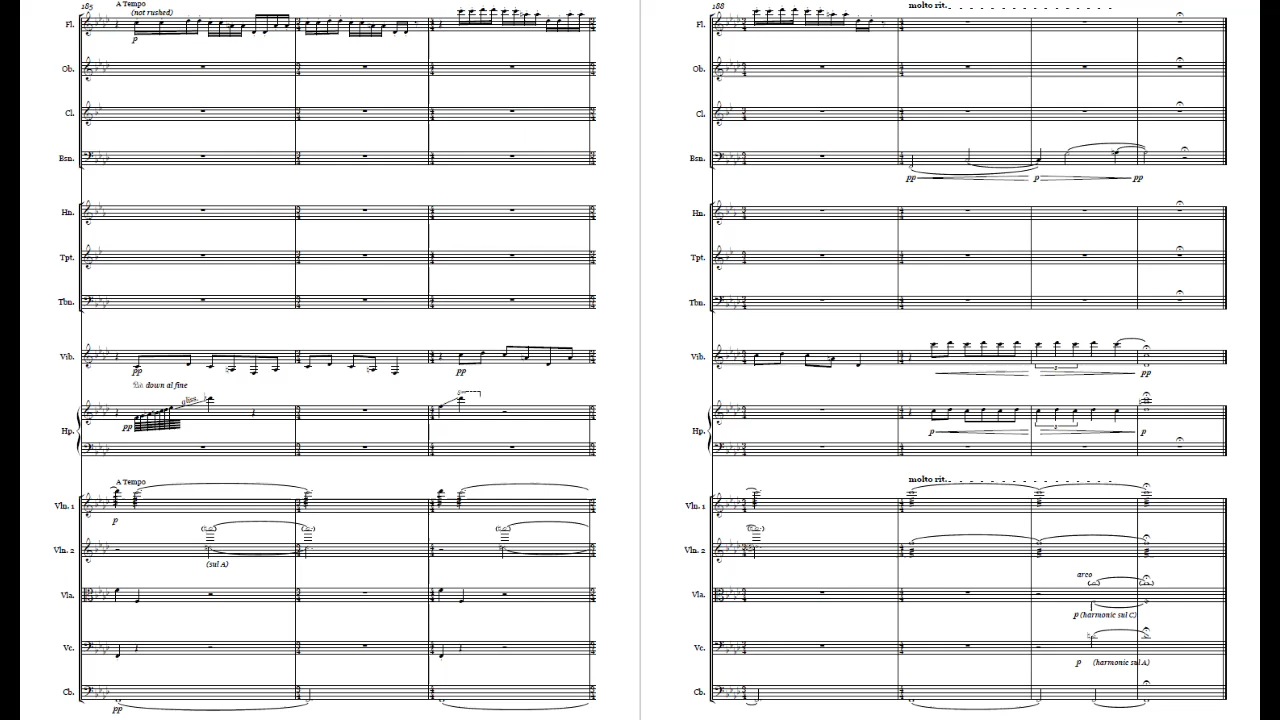 185
A Tempo
(not rushed)
Fl.
p
Ob.
Cl.
Bsn.
Hn.
Tpt.
Tbn.
Vib.
pp
pp
down al fine
gliss.
pp
Hp.
A Tempo
Vln. 1
p
Vln. 2
(sul A)
Vla.
Vc.
Cb.
pp
188
molto rit.
Fl.
Ob.
Cl.
Bsn.
pp
p
pp
Hn.
Tpt.
Tbn.
Vib.
3
pp
Hp.
p
3
p
molto rit.
Vln. 1
Vln. 2
arco
Vla.
p (harmonic sul C)
Vc.
p (harmonic sul A)
Cb.